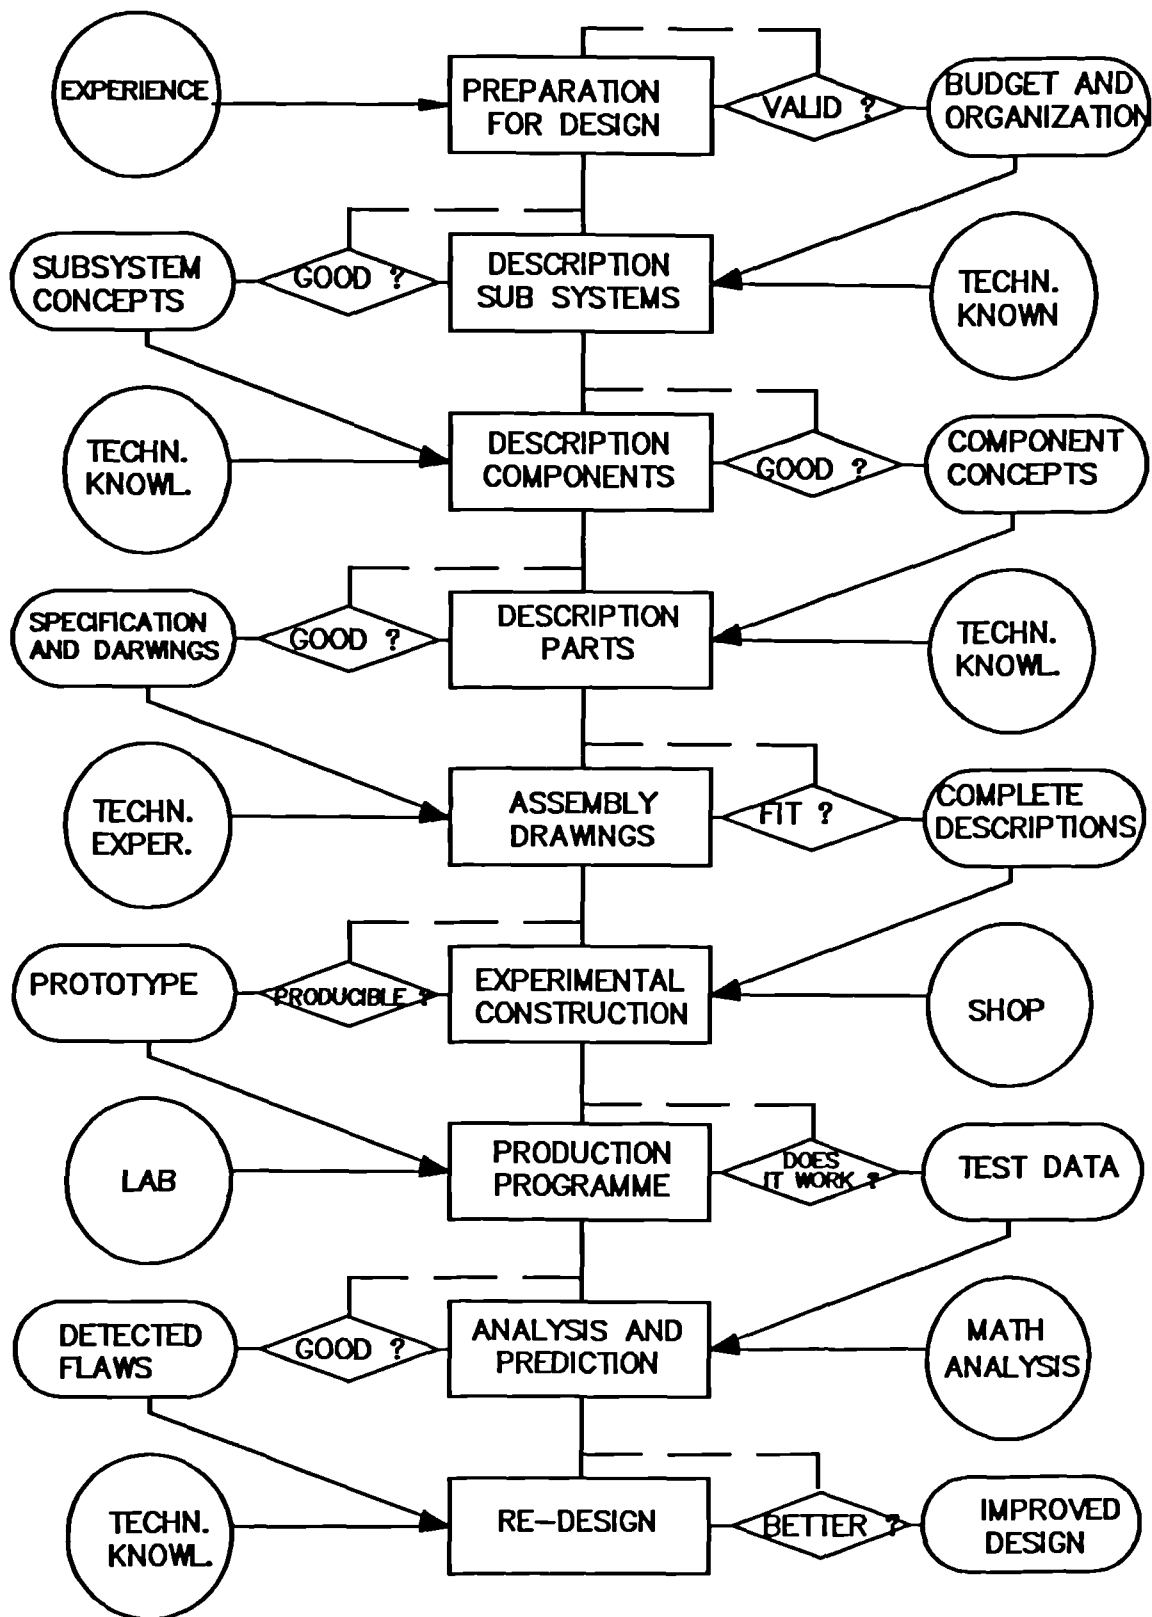 EXPERIENCE
PREPARATION
FOR DESIGN
VALID ?
BUDGET AND
ORGANIZATION
SUBSYSTEM
CONCEPTS
GOOD ?
DESCRIPTION
SUB SYSTEMS
TECHN.
KNOWN
TECHN.
KNOWL.
DESCRIPTION
COMPONENTS
GOOD ?
COMPONENT
CONCEPTS
SPECIFICATION
AND DARWINGS
GOOD ?
DESCRIPTION
PARTS
TECHN.
KNOWL.
TECHN.
EXPER.
ASSEMBLY
DRAWINGS
FIT ?
COMPLETE
DESCRIPTIONS
PROTOTYPE
PRODUCIBLE ?
EXPERIMENTAL
CONSTRUCTION
SHOP
LAB
PRODUCTION
PROGRAMME
DOES
IT WORK ?
TEST DATA
DETECTED
FLAWS
GOOD ?
ANALYSIS AND
PREDICTION
MATH
ANALYSIS
TECHN.
KNOWL.
RE-DESIGN
BETTER ?
IMPROVED
DESIGN